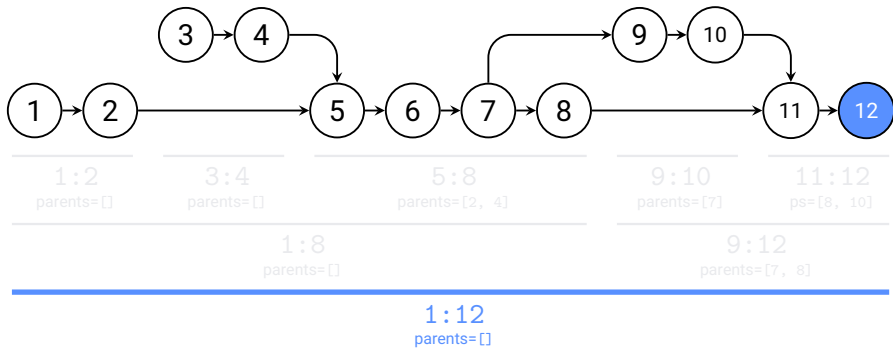 3 4 9 10
1 2 5 6 7 8 11 12
1:2 3:4 5:8 9:10 11:12
parents=[] parents=[] parents=[2, 4] parents=[7] ps=[8, 10]
1:8 9:12
parents=[] parents=[7, 8]
1:12
parents=[]